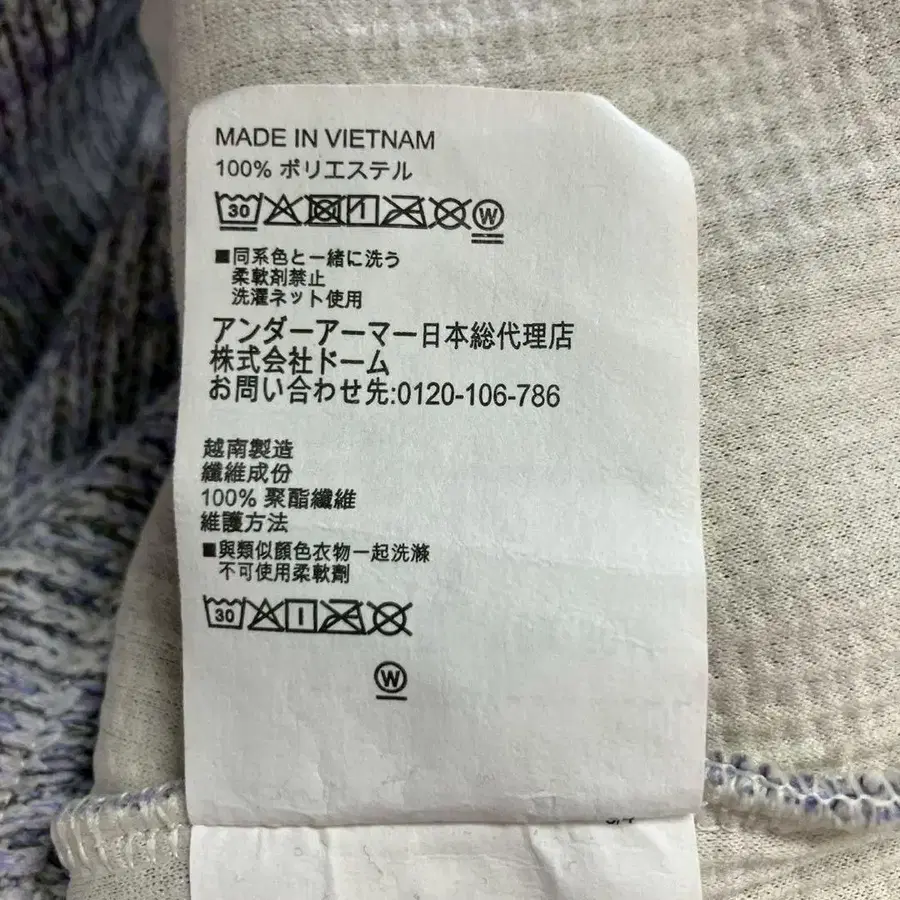 MADE IN VIETNAM
100% ポリエステル
30 W
■同系色と一緒に洗う
柔軟剤禁止
洗濯ネット使用
アンダーアーマー日本総代理店
株式会社ドーム
お問い合わせ先:0120-106-786
越南製造
纖維成份
100% 聚酯纖維
維護方法
■與類似顏色衣物一起洗滌
不可使用柔軟劑
30
W